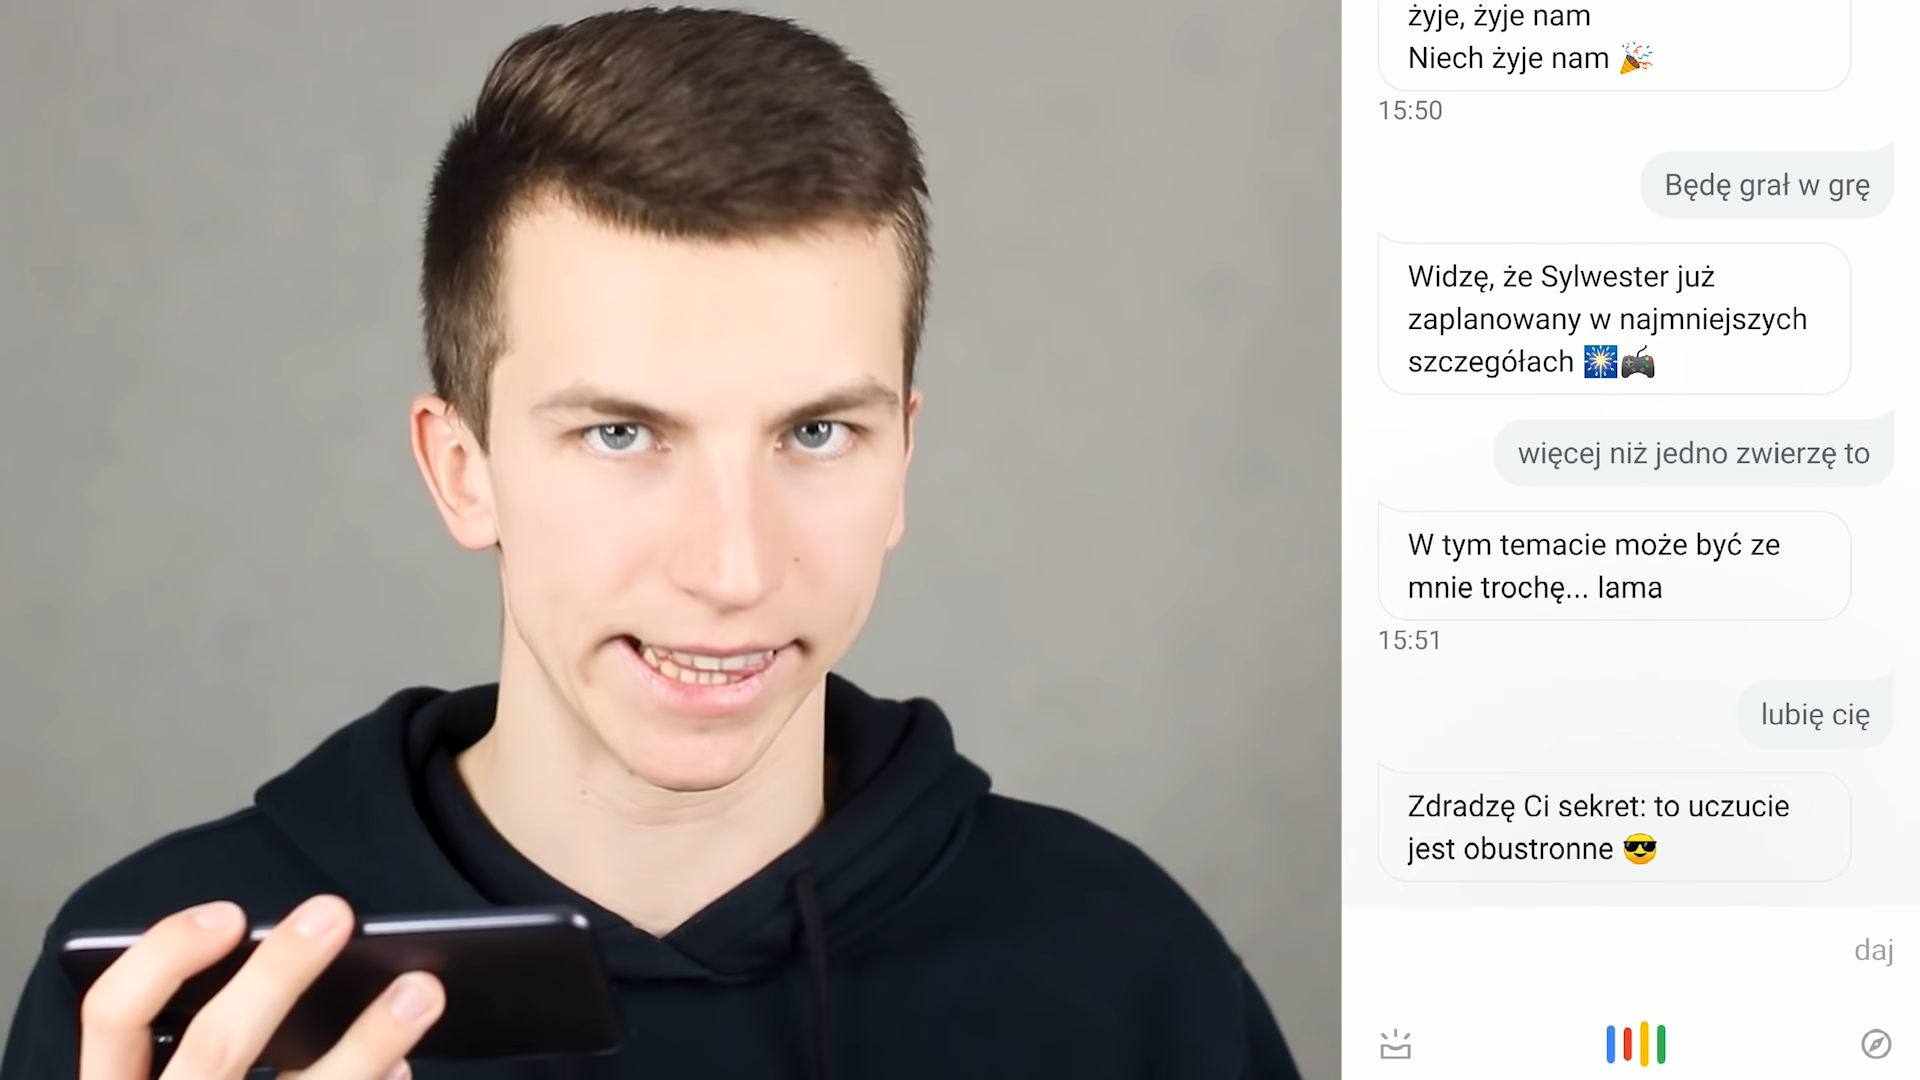 żyje, żyje nam
Niech żyje nam 🎉
15:50
Będę grał w grę
Widzę, że Sylwester już
zaplanowany w najmniejszych
szczegółach 🎇🎮
więcej niż jedno zwierzę to
W tym temacie może być ze
mnie trochę... lama
15:51
lubię cię
Zdradzę Ci sekret: to uczucie
jest obustronne 😎
daj